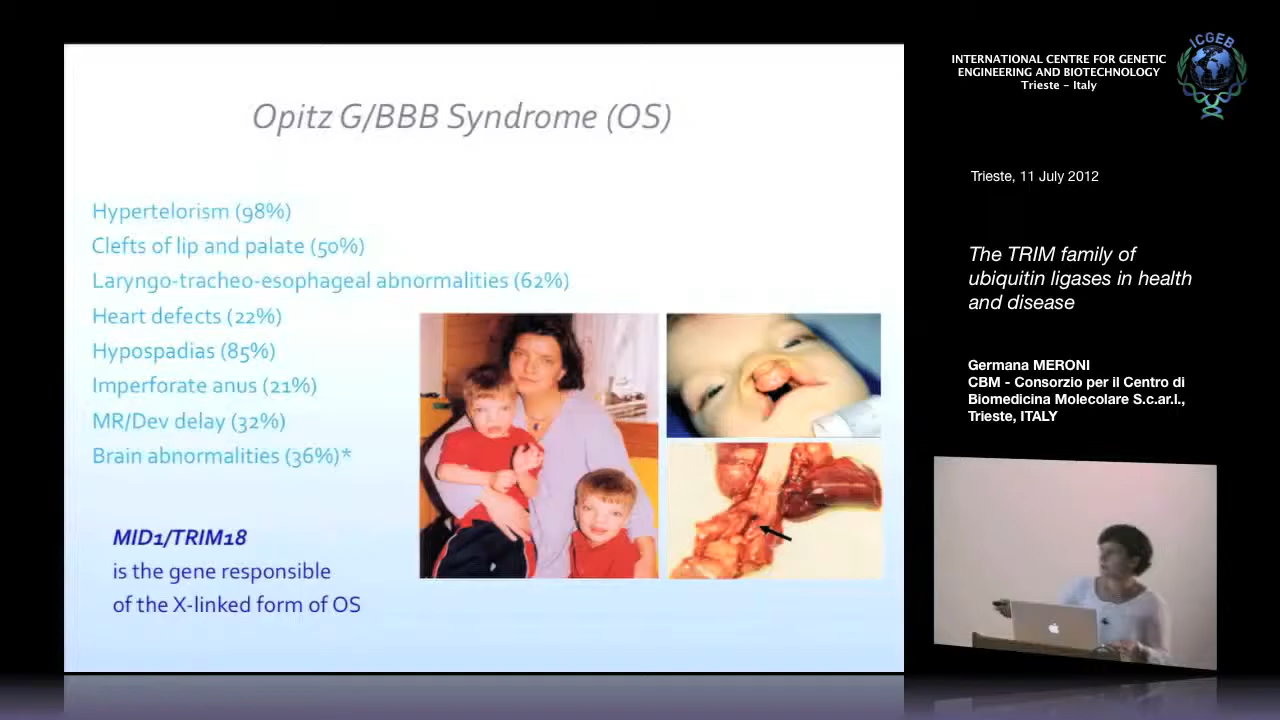 Opitz G/BBB Syndrome (OS)
Hypertelorism (98%)
Clefts of lip and palate (50%)
Laryngo-tracheo-esophageal abnormalities (62%)
Heart defects (22%)
Hypospadias (85%)
Imperforate anus (21%)
MR/Dev delay (32%)
Brain abnormalities (36%)*
MID1/TRIM18
is the gene responsible
of the X-linked form of OS
INTERNATIONAL CENTRE FOR GENETIC
ENGINEERING AND BIOTECHNOLOGY
Trieste - Italy
ICGEB
Trieste, 11 July 2012
The TRIM family of
ubiquitin ligases in health
and disease
Germana MERONI
CBM - Consorzio per il Centro di
Biomedicina Molecolare S.c.ar.l.,
Trieste, ITALY